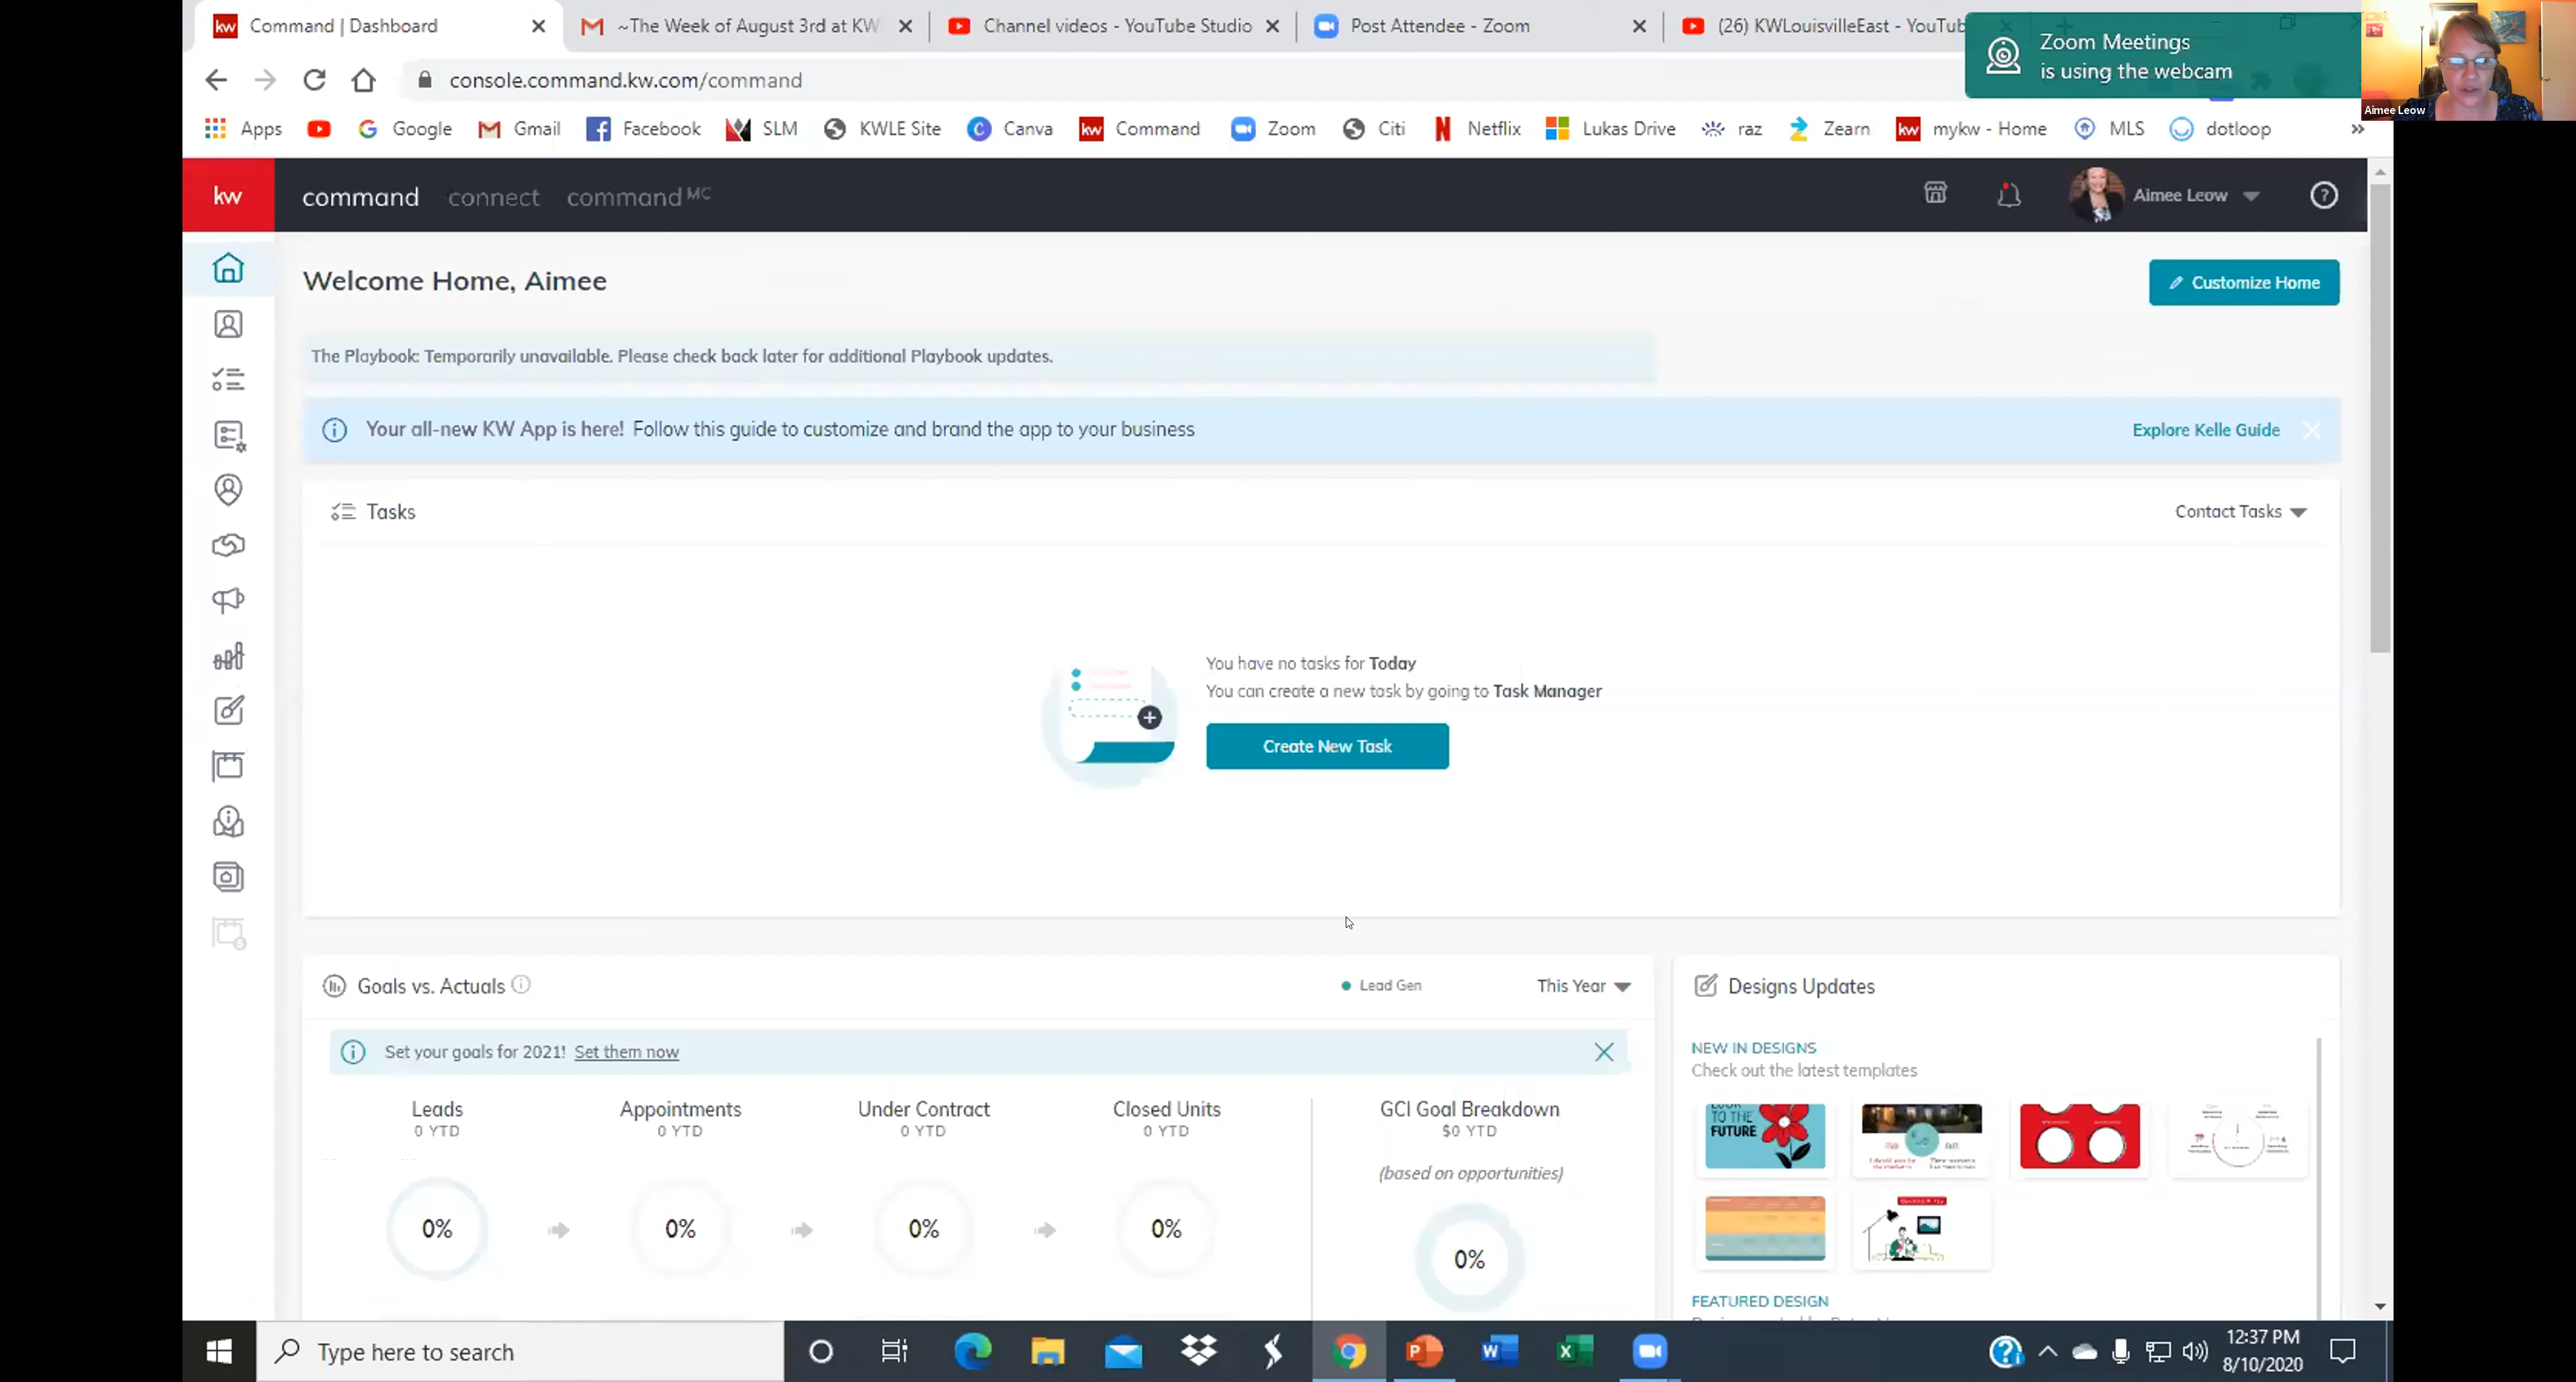 kw Command | Dashboard
~The Week of August 3rd at KW
Channel videos - YouTube Studio
Post Attendee - Zoom
(26) KWLouisvilleEast - YouTub
Zoom Meetings
is using the webcam
Aimee Leow
console.command.kw.com/command
Apps
Google
Gmail
Facebook
SLM
KWLE Site
Canva
kw Command
Zoom
Citi
Netflix
Lukas Drive
raz
Zearn
kw mykw - Home
MLS
dotloop
»
kw
command connect command MC
Aimee Leow
Welcome Home, Aimee
Customize Home
The Playbook: Temporarily unavailable. Please check back later for additional Playbook updates.
Your all-new KW App is here! Follow this guide to customize and brand the app to your business
Explore Kelle Guide
Tasks
Contact Tasks
You have no tasks for Today
You can create a new task by going to Task Manager
Create New Task
Goals vs. Actuals
Lead Gen
This Year
Set your goals for 2021! Set them now
Leads
0 YTD
0%
Appointments
0 YTD
0%
Under Contract
0 YTD
0%
Closed Units
0 YTD
0%
GCI Goal Breakdown
$0 YTD
(based on opportunities)
0%
Designs Updates
NEW IN DESIGNS
Check out the latest templates
TO THE
FUTURE
FEATURED DESIGN
Type here to search
12:37 PM
8/10/2020